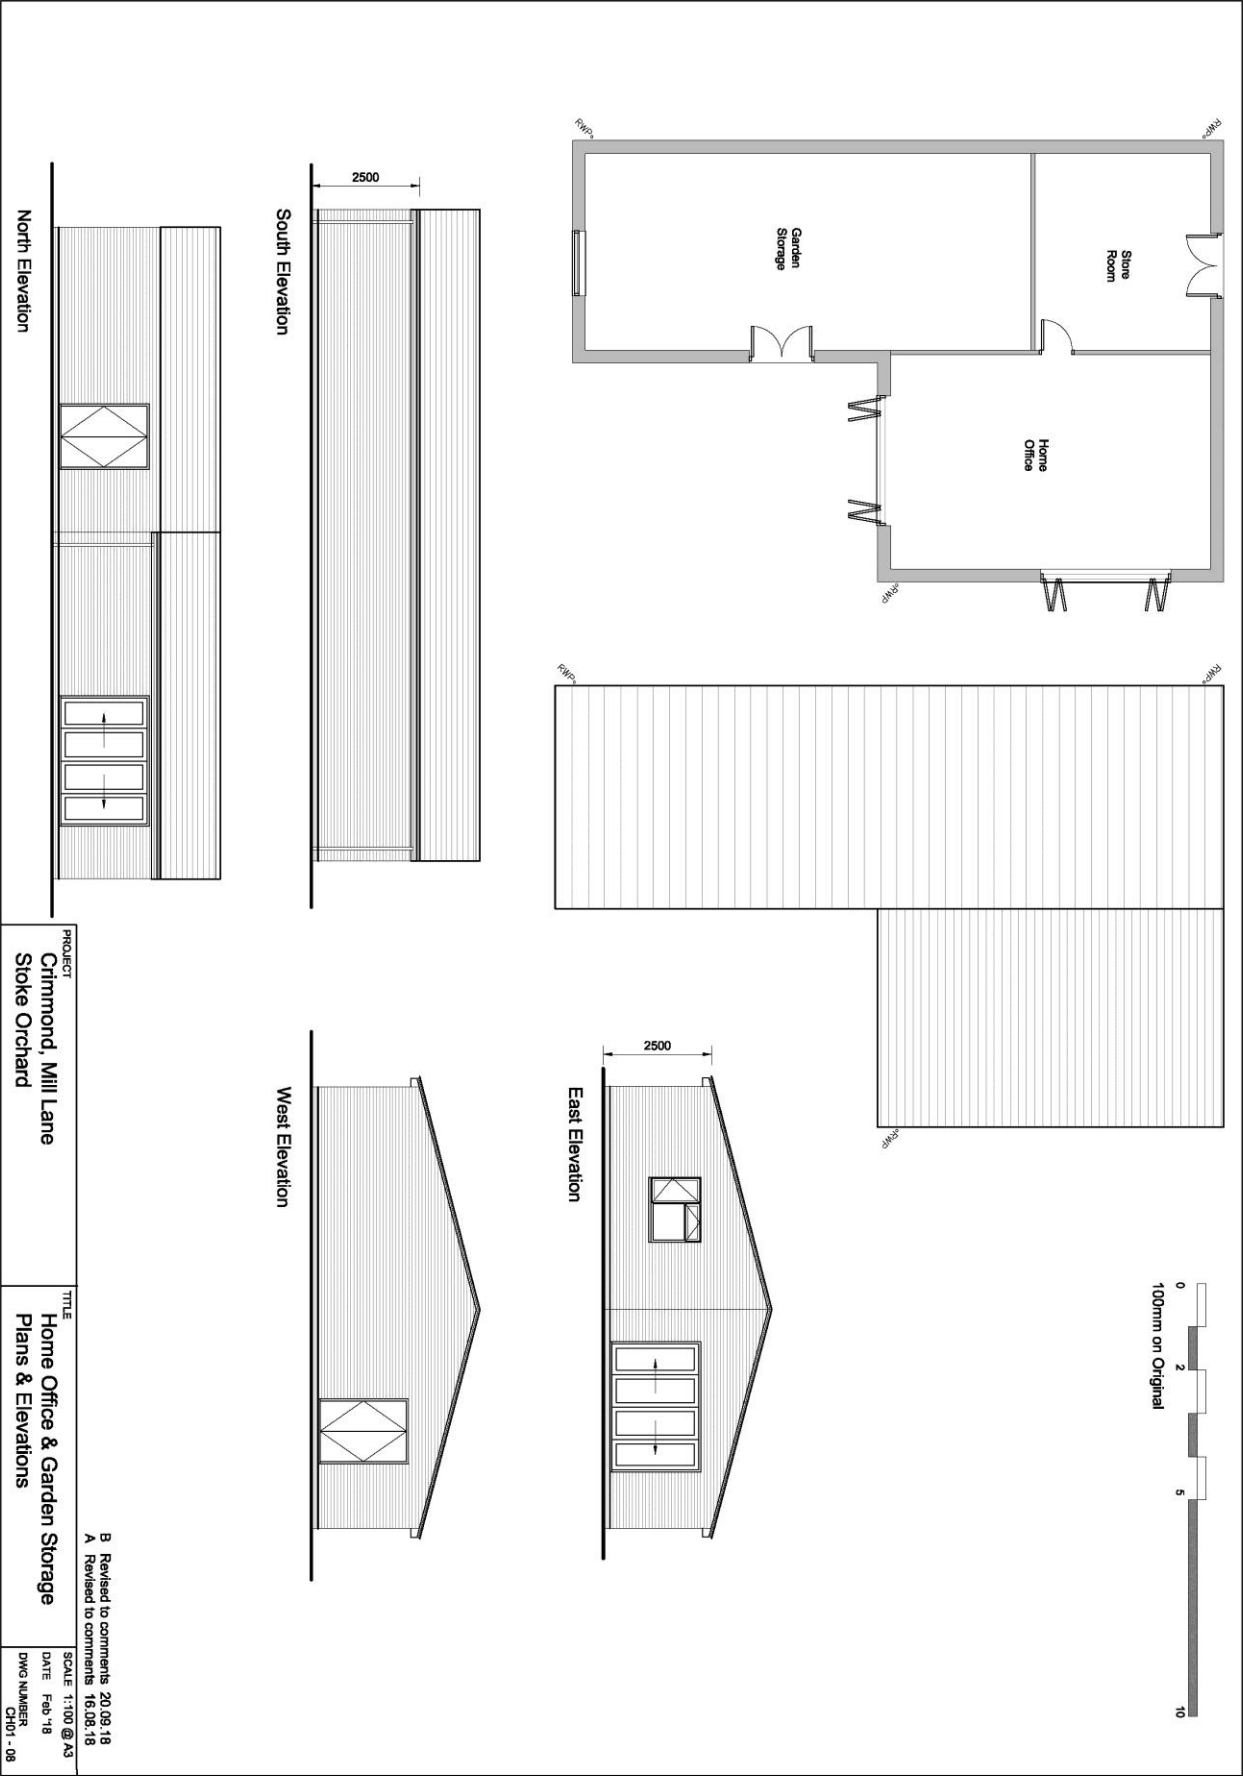 RWP
RWP
Store
Room
Garden
Storage
Home
Office
RWP
RWP
RWP
RWP
0
2
5
10
100mm on Original
2500
East Elevation
2500
South Elevation
West Elevation
North Elevation
B Revised to comments 20.09.18
A Revised to comments 16.08.18
PROJECT
Crimmond, Mill Lane
Stoke Orchard
TITLE
Home Office & Garden Storage
Plans & Elevations
SCALE 1:100 @ A3
DATE Feb '18
DWG NUMBER
CH01 - 08